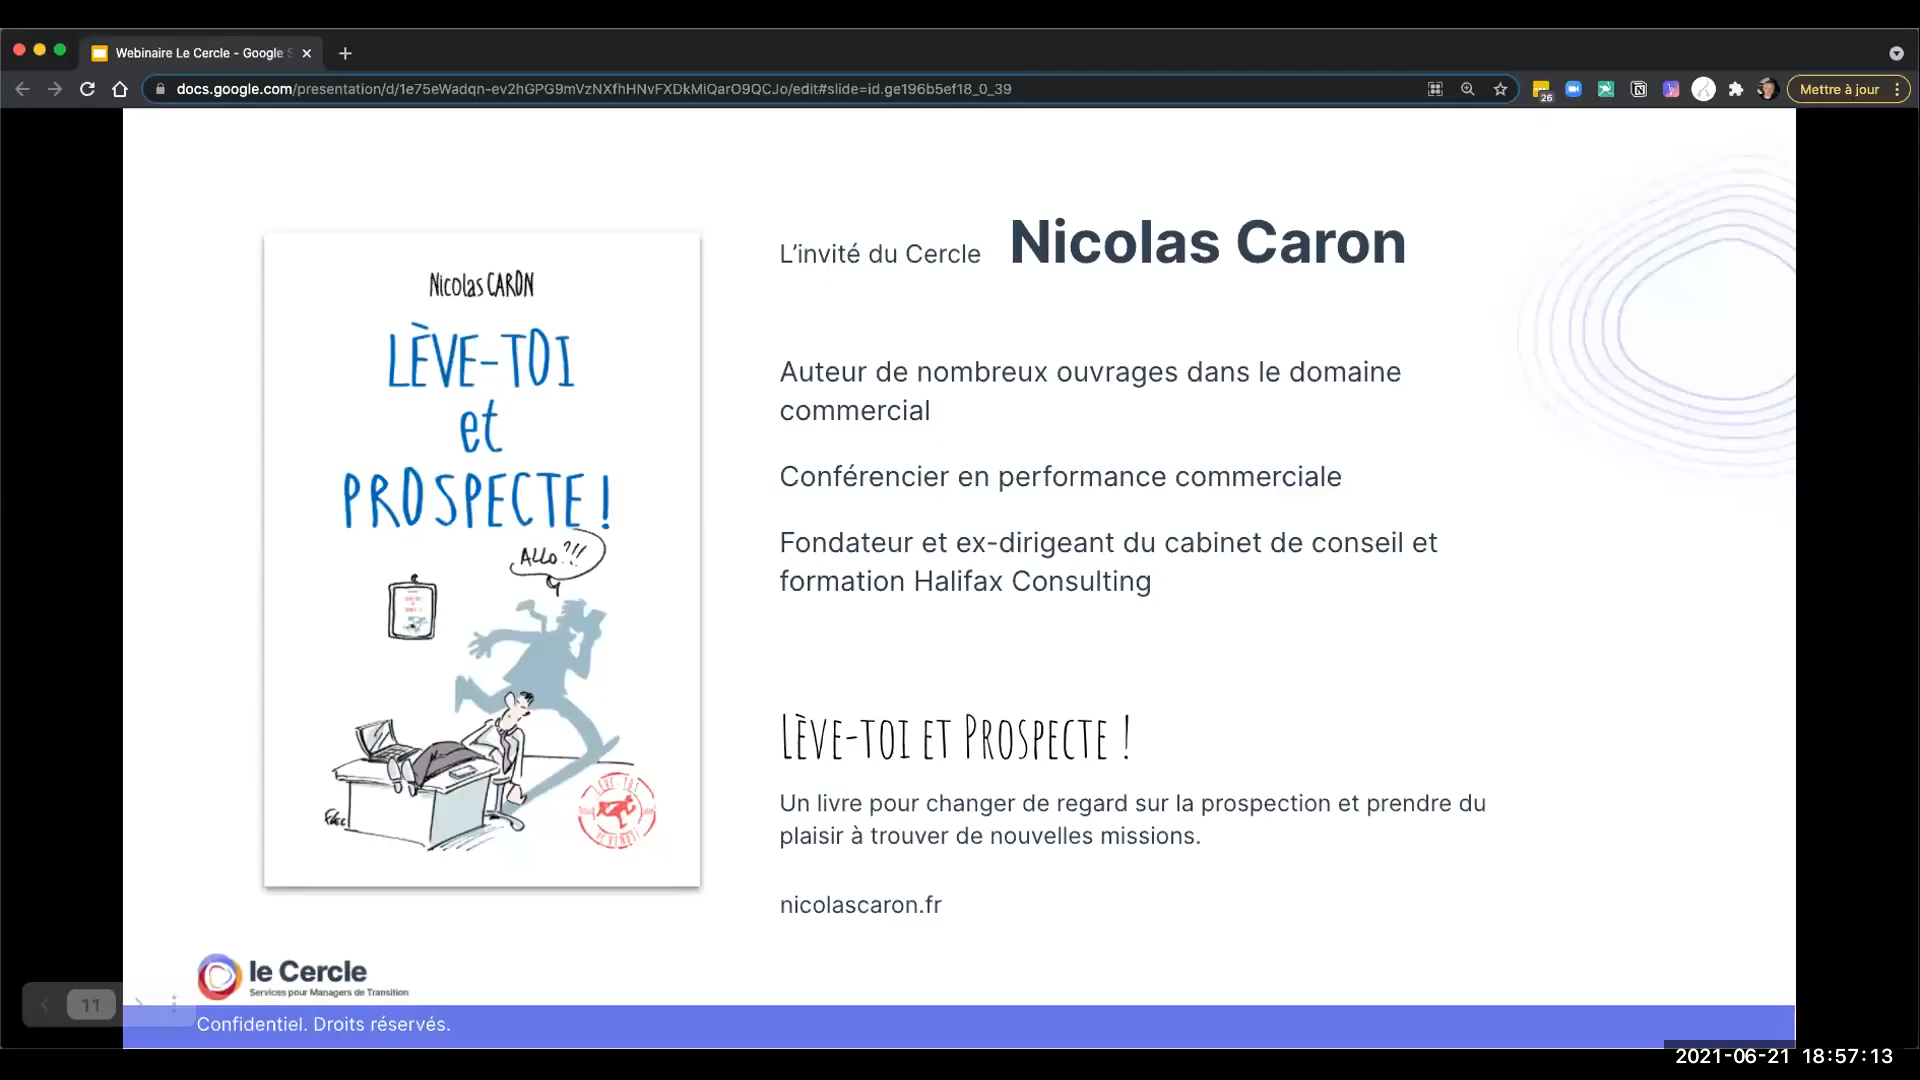 Webinaire Le Cercle - Google S
docs.google.com/presentation/d/1e75eWadqn-ev2hGPG9mVzNXfhHNvFXDkMiQarO9QCJo/edit#slide=id.ge196b5ef18_0_39
26
Mettre à jour
L’invité du Cercle Nicolas Caron
Nicolas CARON
LÈVE-TOI
et
PROSPECTE !
ALLO ?!!
Auteur de nombreux ouvrages dans le domaine
commercial
Conférencier en performance commerciale
Fondateur et ex-dirigeant du cabinet de conseil et
formation Halifax Consulting
Lève-toi et Prospecte !
Un livre pour changer de regard sur la prospection et prendre du
plaisir à trouver de nouvelles missions.
nicolascaron.fr
le Cercle
Services pour Managers de Transition
11
Confidentiel. Droits réservés.
2021-06-21 18:57:13